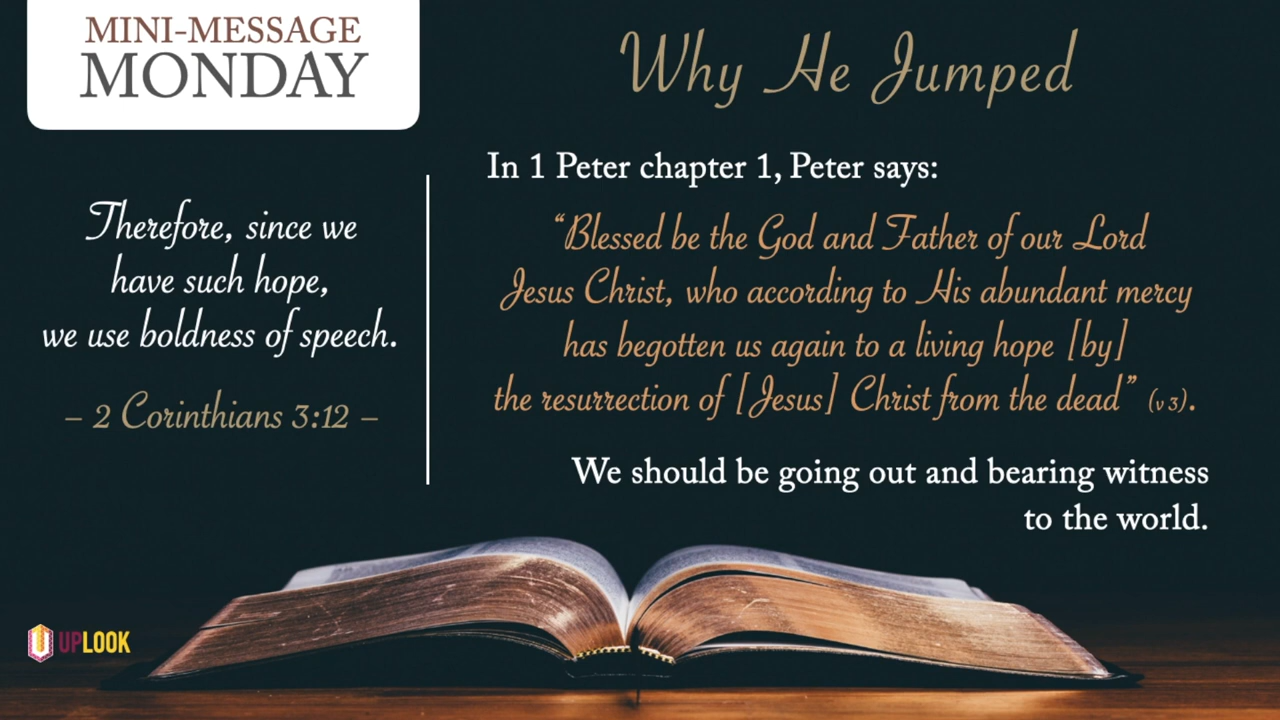 MINI-MESSAGE
MONDAY
Therefore, since we
have such hope,
we use boldness of speech.
– 2 Corinthians 3:12 –
Why He Jumped
In 1 Peter chapter 1, Peter says:
“Blessed be the God and Father of our Lord
Jesus Christ, who according to His abundant mercy
has begotten us again to a living hope [by]
the resurrection of [Jesus] Christ from the dead” (v 3).
We should be going out and bearing witness
to the world.
UPLOOK